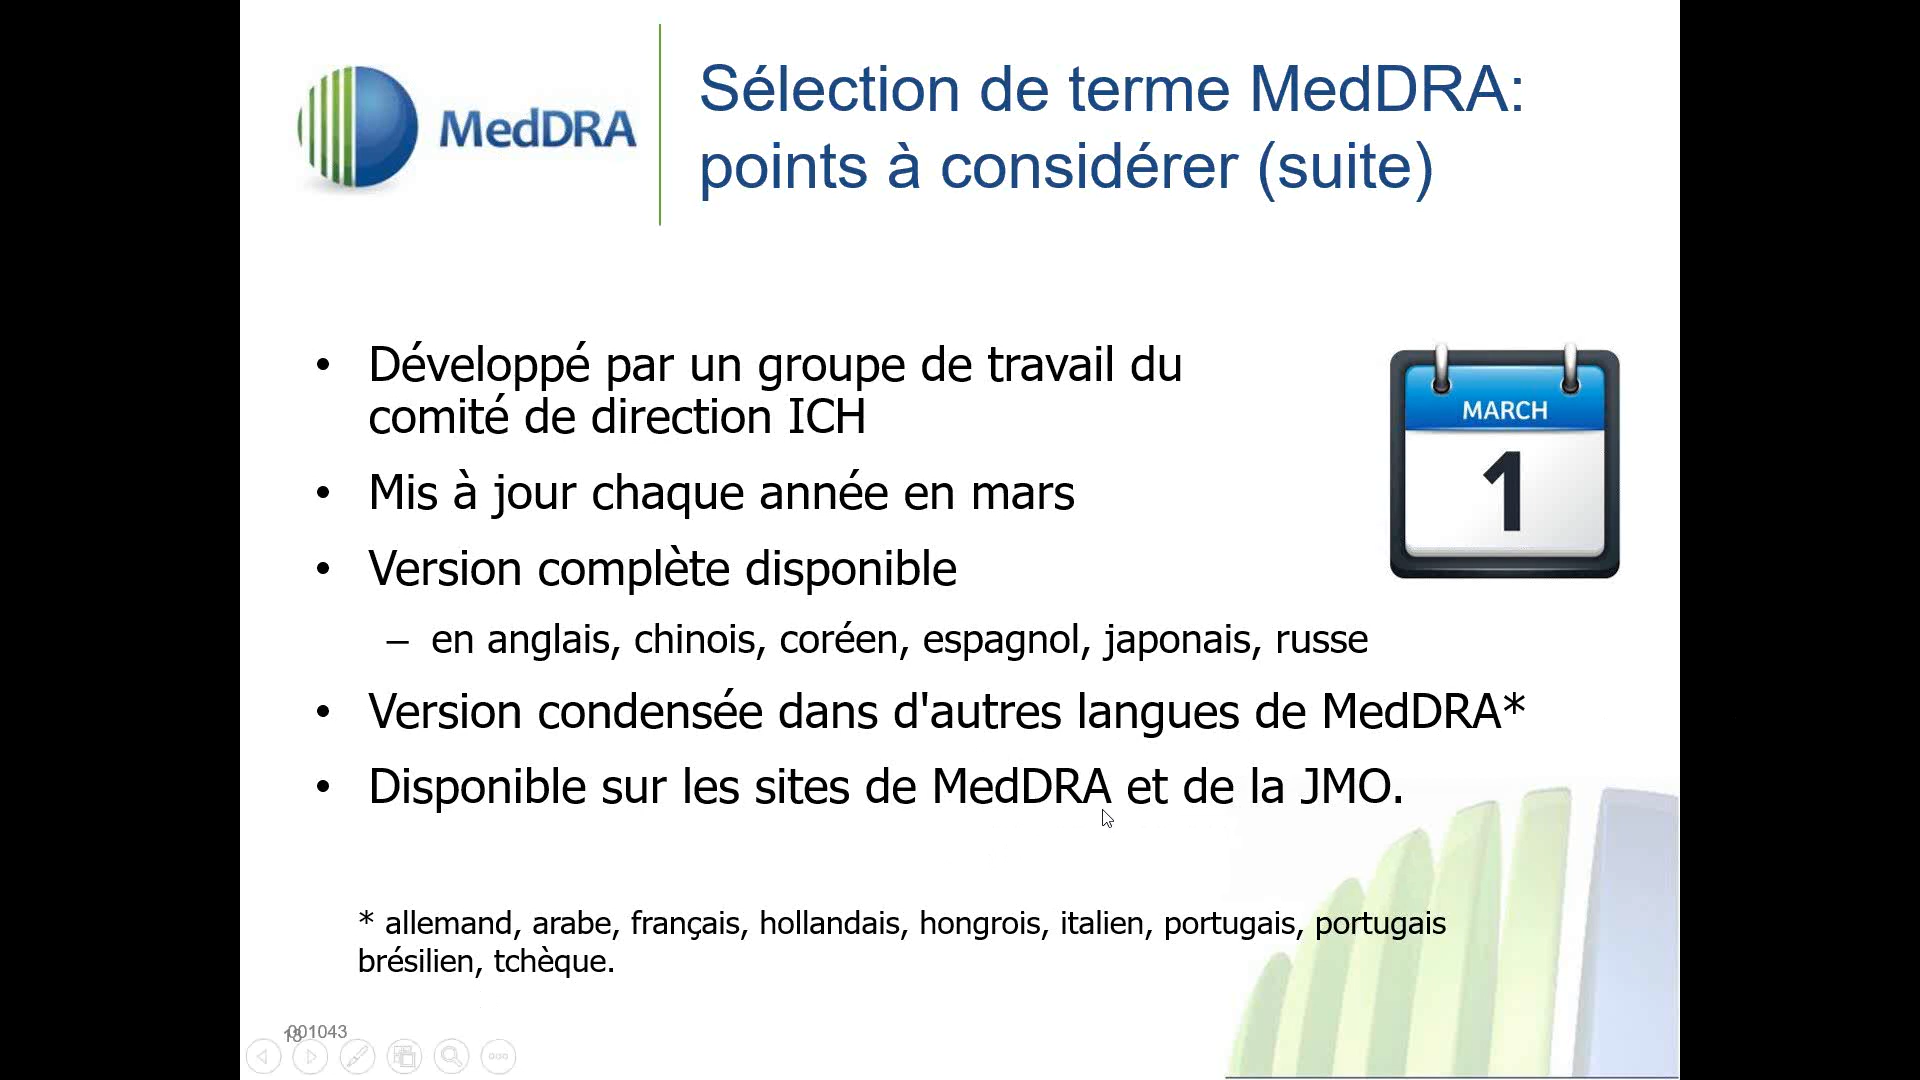 MedDRA
Sélection de terme MedDRA:
points à considérer (suite)
• Développé par un groupe de travail du
comité de direction ICH
MARCH
1
• Mis à jour chaque année en mars
• Version complète disponible
– en anglais, chinois, coréen, espagnol, japonais, russe
• Version condensée dans d'autres langues de MedDRA*
• Disponible sur les sites de MedDRA et de la JMO.
* allemand, arabe, français, hollandais, hongrois, italien, portugais, portugais
brésilien, tchèque.
001043